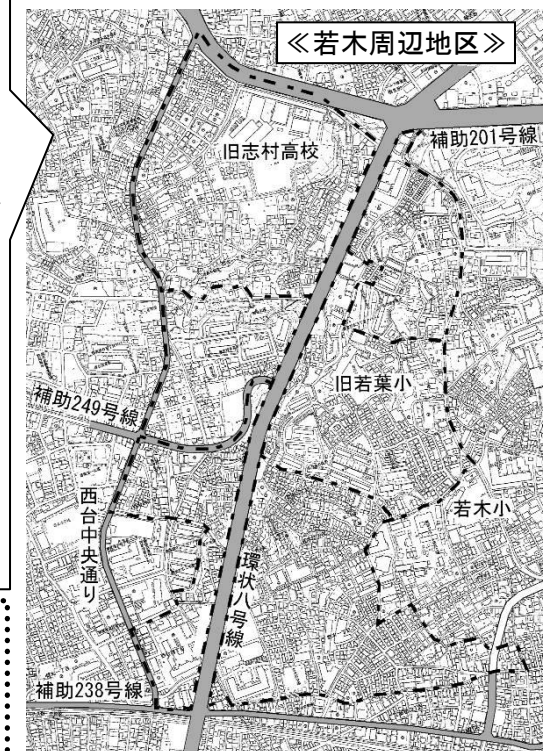 ≪若木周辺地区≫
補助201号線
旧志村高校
旧若葉小
補助249号線
西台中央通り
若木小
環状八号線
補助238号線